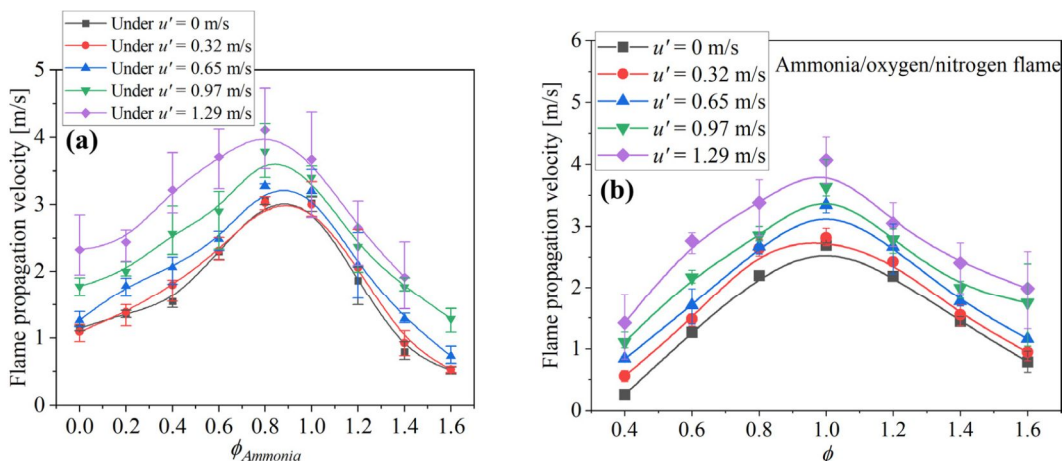 Under u' = 0 m/s
Under u' = 0.32 m/s
Under u' = 0.65 m/s
Under u' = 0.97 m/s
Under u' = 1.29 m/s
(a)
Flame propagation velocity [m/s]
5
4
3
2
1
0
0.0 0.2 0.4 0.6 0.8 1.0 1.2 1.4 1.6
ϕAmmonia
u' = 0 m/s
u' = 0.32 m/s
u' = 0.65 m/s
u' = 0.97 m/s
u' = 1.29 m/s
Ammonia/oxygen/nitrogen flame
(b)
Flame propagation velocity [m/s]
6
5
4
3
2
1
0
0.4 0.6 0.8 1.0 1.2 1.4 1.6
ϕ